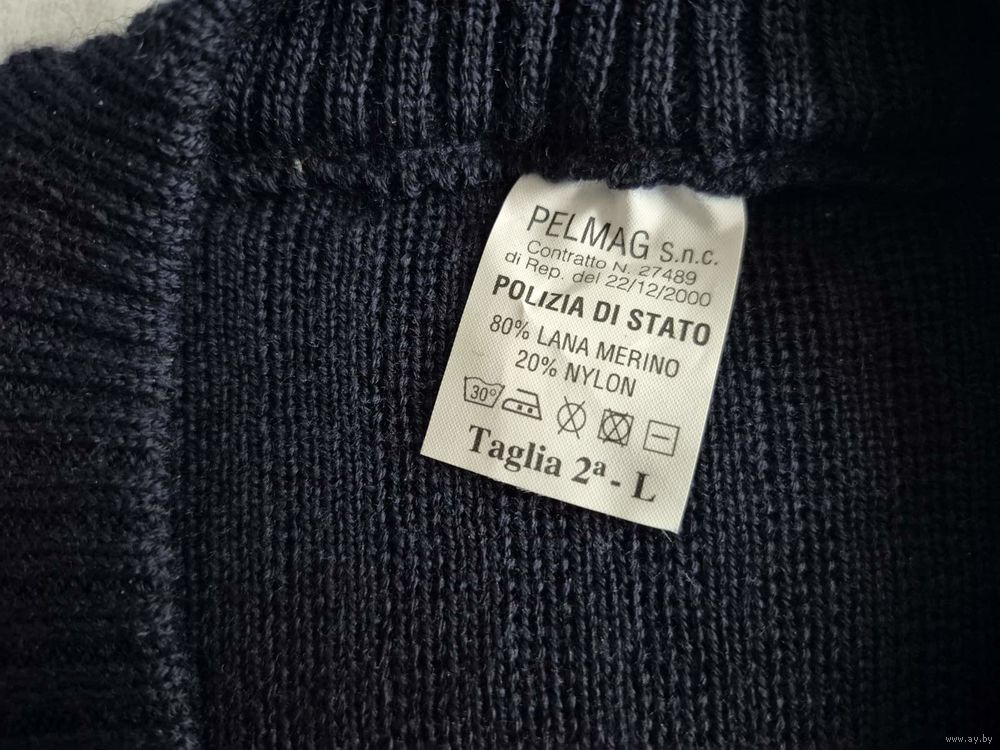 PELMAG S.n.c.
Contratto N. 27489
di Rep. del 22/12/2000
POLIZIA DI STATO
80% LANA MERINO
20% NYLON
30°
Taglia 2ª - L
www.ay.by